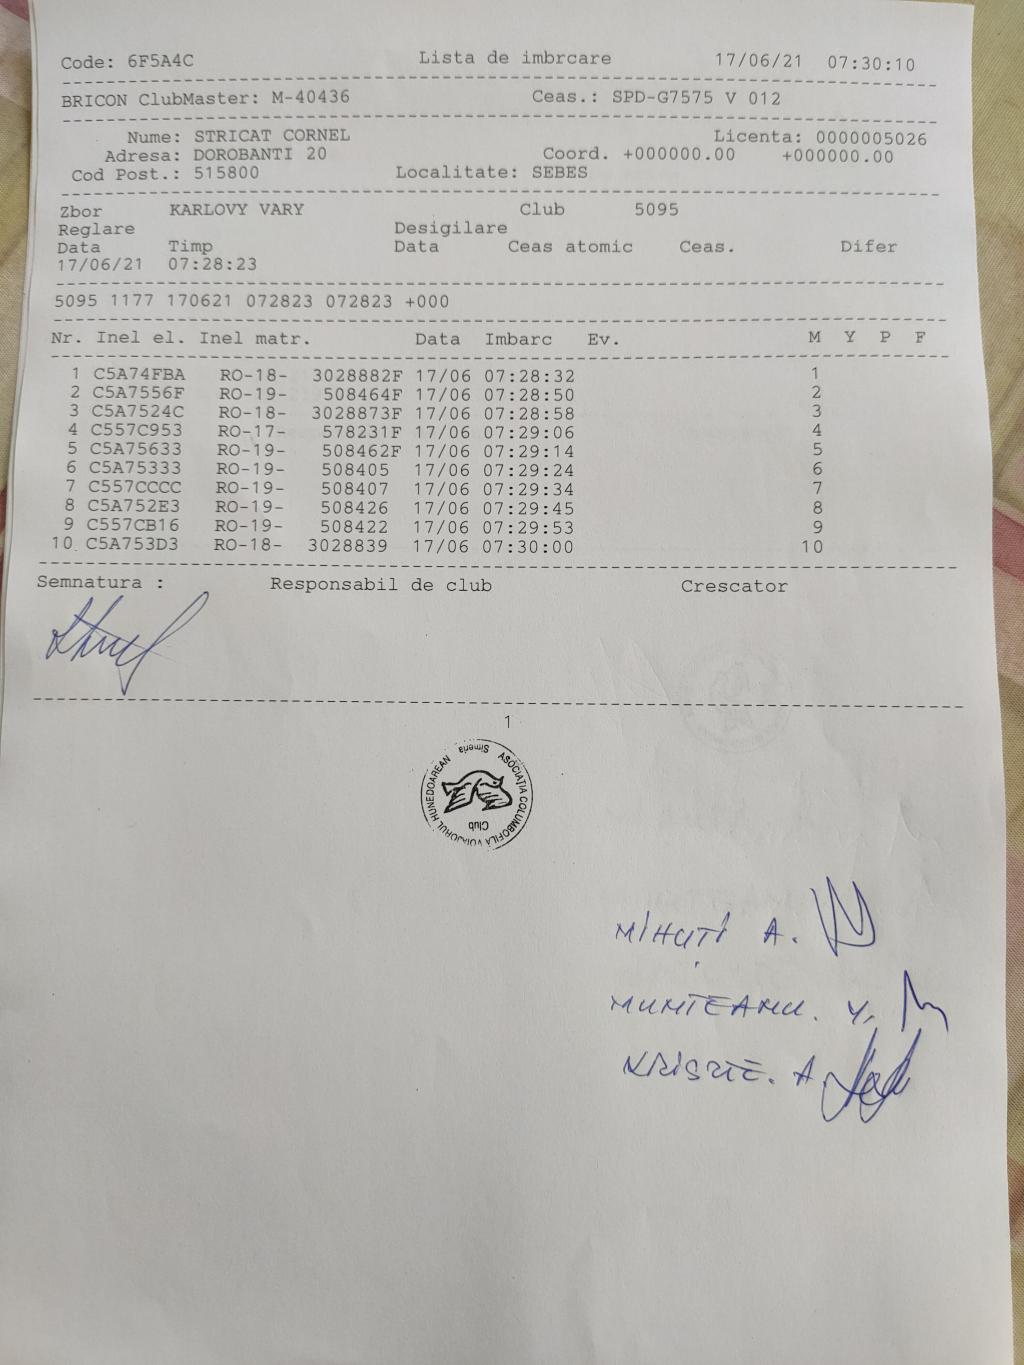 Code: 6F5A4C Lista de imbrcare 17/06/21 07:30:10
BRICON ClubMaster: M-40436 Ceas.: SPD-G7575 V 012
Nume: STRICAT CORNEL Licenta: 0000005026
Adresa: DOROBANTI 20 Coord. +000000.00 +000000.00
Cod Post.: 515800 Localitate: SEBES
Zbor KARLOVY VARY Club 5095
Reglare Desigilare
Data Timp Data Ceas atomic Ceas. Difer
17/06/21 07:28:23
5095 1177 170621 072823 072823 +000
Nr. Inel el. Inel matr. Data Imbarc Ev. M Y P F
1 C5A74FBA RO-18- 3028882F 17/06 07:28:32 1
2 C5A7556F RO-19- 508464F 17/06 07:28:50 2
3 C5A7524C RO-18- 3028873F 17/06 07:28:58 3
4 C557C953 RO-17- 578231F 17/06 07:29:06 4
5 C5A75633 RO-19- 508462F 17/06 07:29:14 5
6 C5A75333 RO-19- 508405 17/06 07:29:24 6
7 C557CCCC RO-19- 508407 17/06 07:29:34 7
8 C5A752E3 RO-19- 508426 17/06 07:29:45 8
9 C557CB16 RO-19- 508422 17/06 07:29:53 9
10 C5A753D3 RO-18- 3028839 17/06 07:30:00 10
Semnatura : Responsabil de club Crescator
1
ASOCIAȚIA COLUMBOFILA VOIAJORUL HUNEDOAREAN
Simeria
Club
MIHUȚI A.
MUNTEANU. Y.
KRISZTE. A.